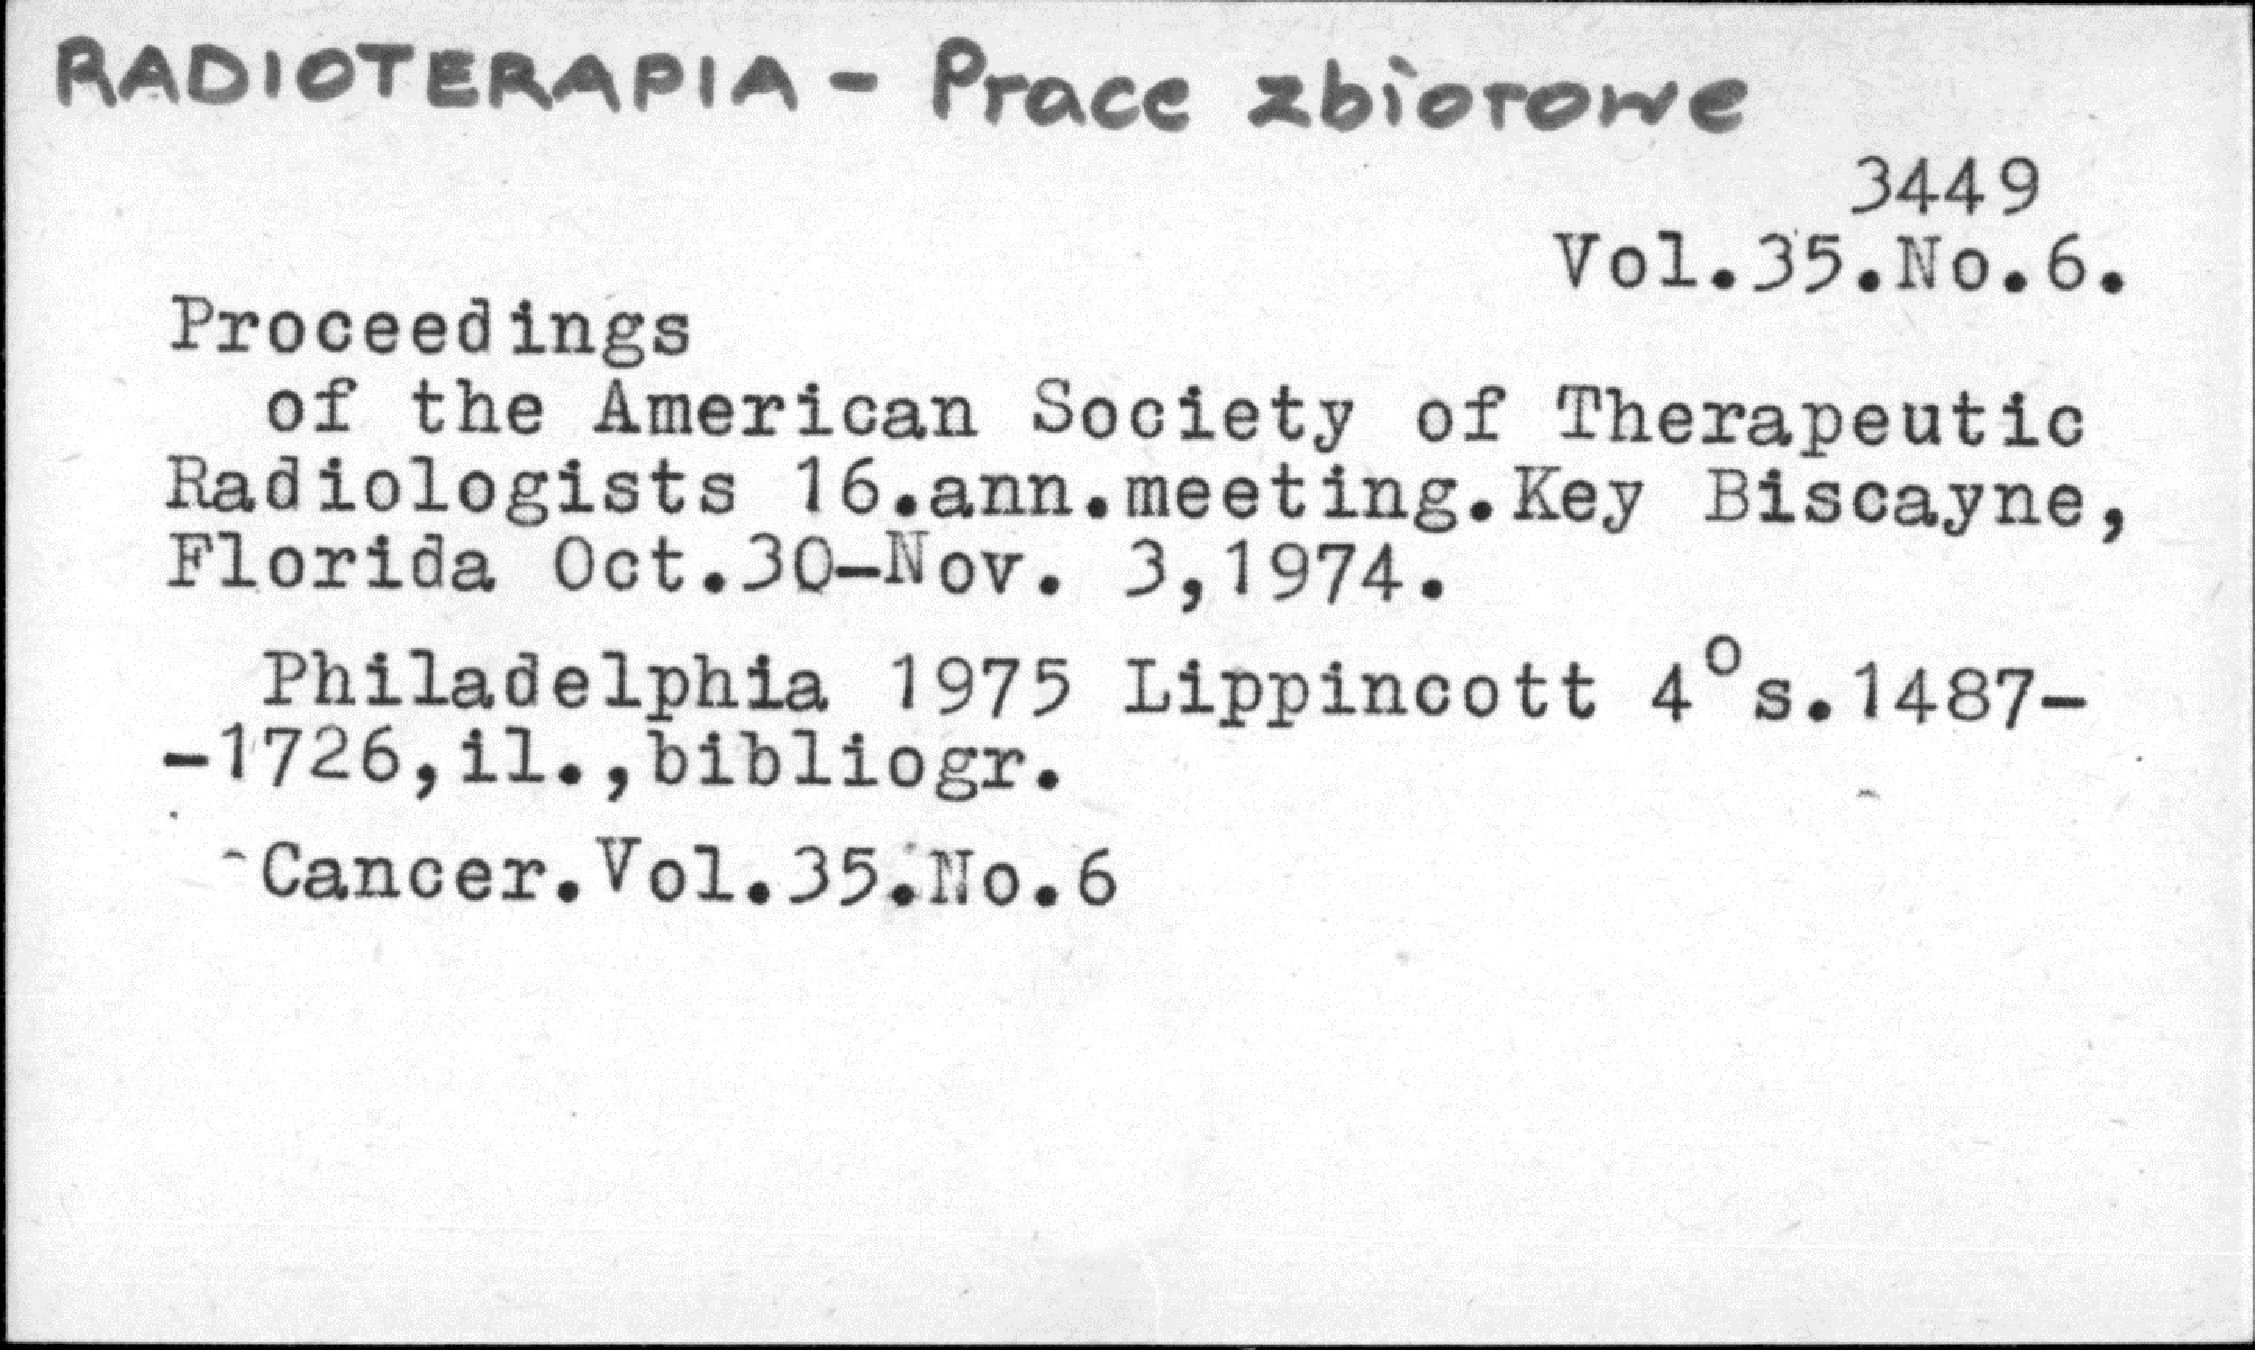 RADIOTERAPIA - Prace zbiorowe
3449
Vol.35.No.6.
Proceedings
of the American Society of Therapeutic
Radiologists 16.ann.meeting.Key Biscayne,
Florida Oct.30-Nov. 3,1974.
Philadelphia 1975 Lippincott 4°s.1487-
-1726,il.,bibliogr.
Cancer.Vol.35.No.6